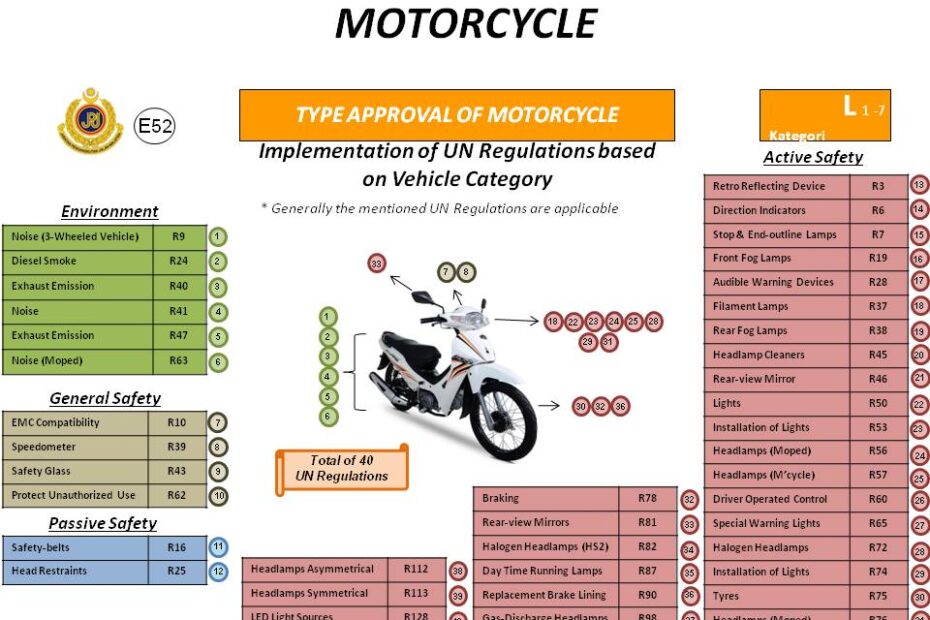 MOTORCYCLE
JPJ
E52
TYPE APPROVAL OF MOTORCYCLE
L 1 -7
Kategori
Implementation of UN Regulations based
on Vehicle Category
* Generally the mentioned UN Regulations are applicable
Environment
Noise (3-Wheeled Vehicle) R9 1
Diesel Smoke R24 2
Exhaust Emission R40 3
Noise R41 4
Exhaust Emission R47 5
Noise (Moped) R63 6
General Safety
EMC Compatibility R10 7
Speedometer R39 8
Safety Glass R43 9
Protect Unauthorized Use R62 10
Passive Safety
Safety-belts R16 11
Head Restraints R25 12
33
7 8
1
2
3
4
5
6
18 22 23 24 25 28
29 31
30 32 36
Total of 40
UN Regulations
Headlamps Asymmetrical R112 38
Headlamps Symmetrical R113 39
LED Light Sources R128
Braking R78 32
Rear-view Mirrors R81 33
Halogen Headlamps (HS2) R82 34
Day Time Running Lamps R87 35
Replacement Brake Lining R90 36
Gas-Discharge Headlamps R98 37
Active Safety
Retro Reflecting Device R3 13
Direction Indicators R6 14
Stop & End-outline Lamps R7 15
Front Fog Lamps R19 16
Audible Warning Devices R28 17
Filament Lamps R37 18
Rear Fog Lamps R38 19
Headlamp Cleaners R45 20
Rear-view Mirror R46 21
Lights R50 22
Installation of Lights R53 23
Headlamps (Moped) R56 24
Headlamps (M'cycle) R57 25
Driver Operated Control R60 26
Special Warning Lights R65 27
Halogen Headlamps R72 28
Installation of Lights R74 29
Tyres R75 30
Headlamps (Moped) R76 31